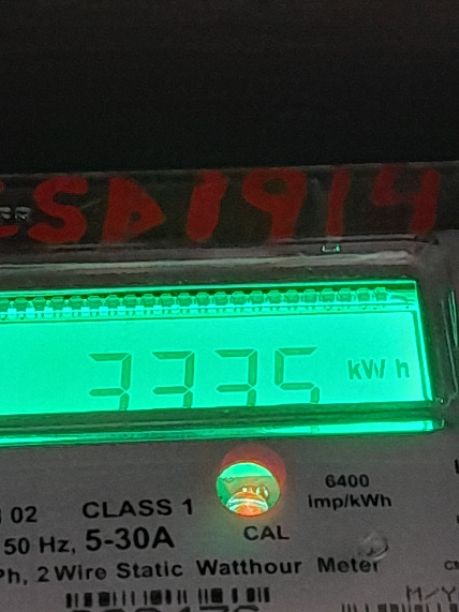 CSD1914
3335 kWh
6400
imp/kWh
02 CLASS 1
CAL
50 Hz, 5-30A
Ph, 2 Wire Static Watthour Meter
M/Y